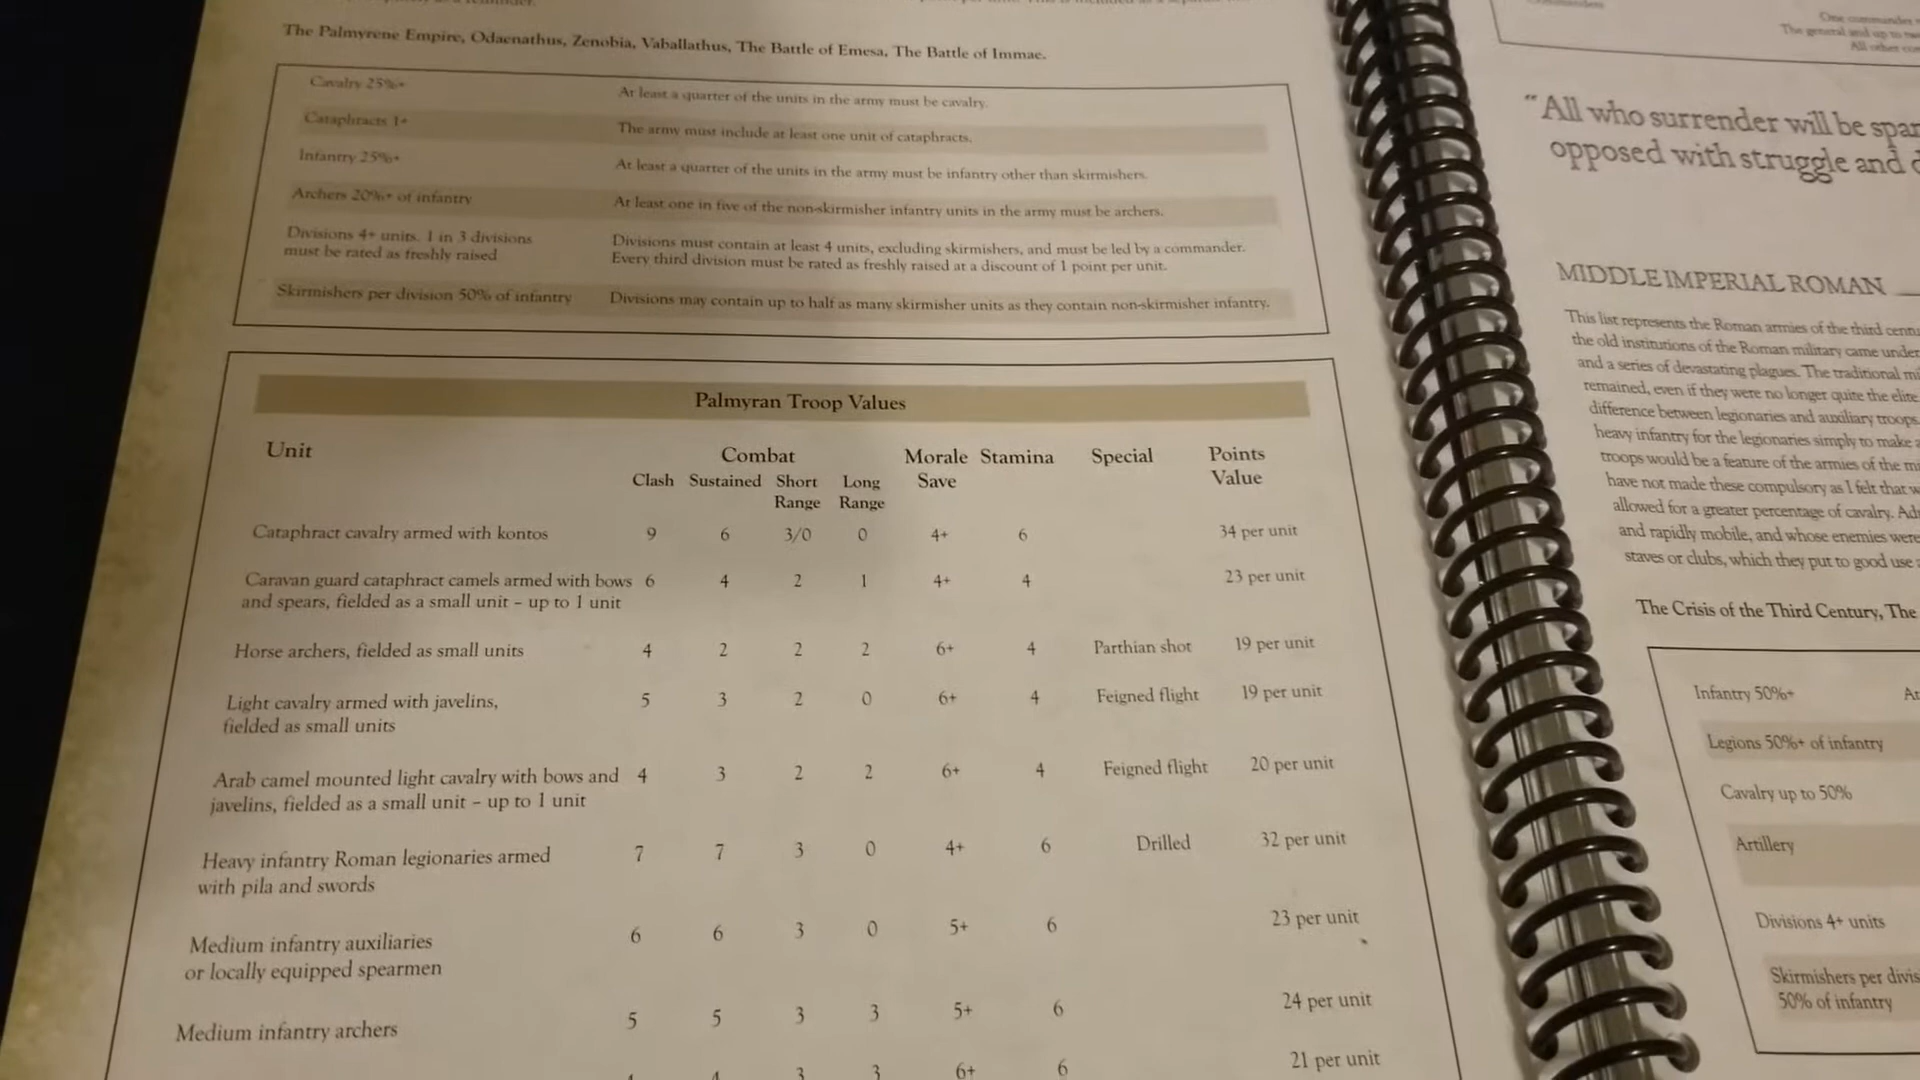 The Palmyrene Empire, Odaenathus, Zenobia, Vaballathus, The Battle of Emesa, The Battle of Immae.
Cavalry 25%+ At least a quarter of the units in the army must be cavalry.
Cataphracts 1+ The army must include at least one unit of cataphracts.
Infantry 25%+ At least a quarter of the units in the army must be infantry other than skirmishers.
Archers 20%+ of infantry At least one in five of the non-skirmisher infantry units in the army must be archers.
Divisions 4+ units. 1 in 3 divisions Divisions must contain at least 4 units, excluding skirmishers, and must be led by a commander.
must be rated as freshly raised Every third division must be rated as freshly raised at a discount of 1 point per unit.
Skirmishers per division 50% of infantry Divisions may contain up to half as many skirmisher units as they contain non-skirmisher infantry.
Palmyran Troop Values
Unit Combat Morale Stamina Special Points
Clash Sustained Short Long Save Value
Range Range
Cataphract cavalry armed with kontos 9 6 3/0 0 4+ 6 34 per unit
Caravan guard cataphract camels armed with bows 6 4 2 1 4+ 4 23 per unit
and spears, fielded as a small unit – up to 1 unit
Horse archers, fielded as small units 4 2 2 2 6+ 4 Parthian shot 19 per unit
Light cavalry armed with javelins, 5 3 2 0 6+ 4 Feigned flight 19 per unit
fielded as small units
Arab camel mounted light cavalry with bows and 4 3 2 2 6+ 4 Feigned flight 20 per unit
javelins, fielded as a small unit – up to 1 unit
Heavy infantry Roman legionaries armed 7 7 3 0 4+ 6 Drilled 32 per unit
with pila and swords
Medium infantry auxiliaries 6 6 3 0 5+ 6 23 per unit
or locally equipped spearmen
Medium infantry archers 5 5 3 3 5+ 6 24 per unit
3 3 6+ 6 21 per unit
One commander
The general and up to
All other
"All who surrender will be
opposed with struggle and
MIDDLE IMPERIAL ROMAN
This list represents the Roman armies of the third
the old institutions of the Roman military came under
and a series of devastating plagues. The traditional
remained, even if they were no longer quite the elite
difference between legionaries and auxiliary troops
heavy infantry for the legionaries simply to make
troops would be a feature of the armies of the
have not made these compulsory as I felt that
allowed for a greater percentage of cavalry.
and rapidly mobile, and whose enemies were
staves or clubs, which they put to good use
The Crisis of the Third Century, The
Infantry 50%+
Legions 50%+ of infantry
Cavalry up to 50%
Artillery
Divisions 4+ units
Skirmishers per
50% of infantry